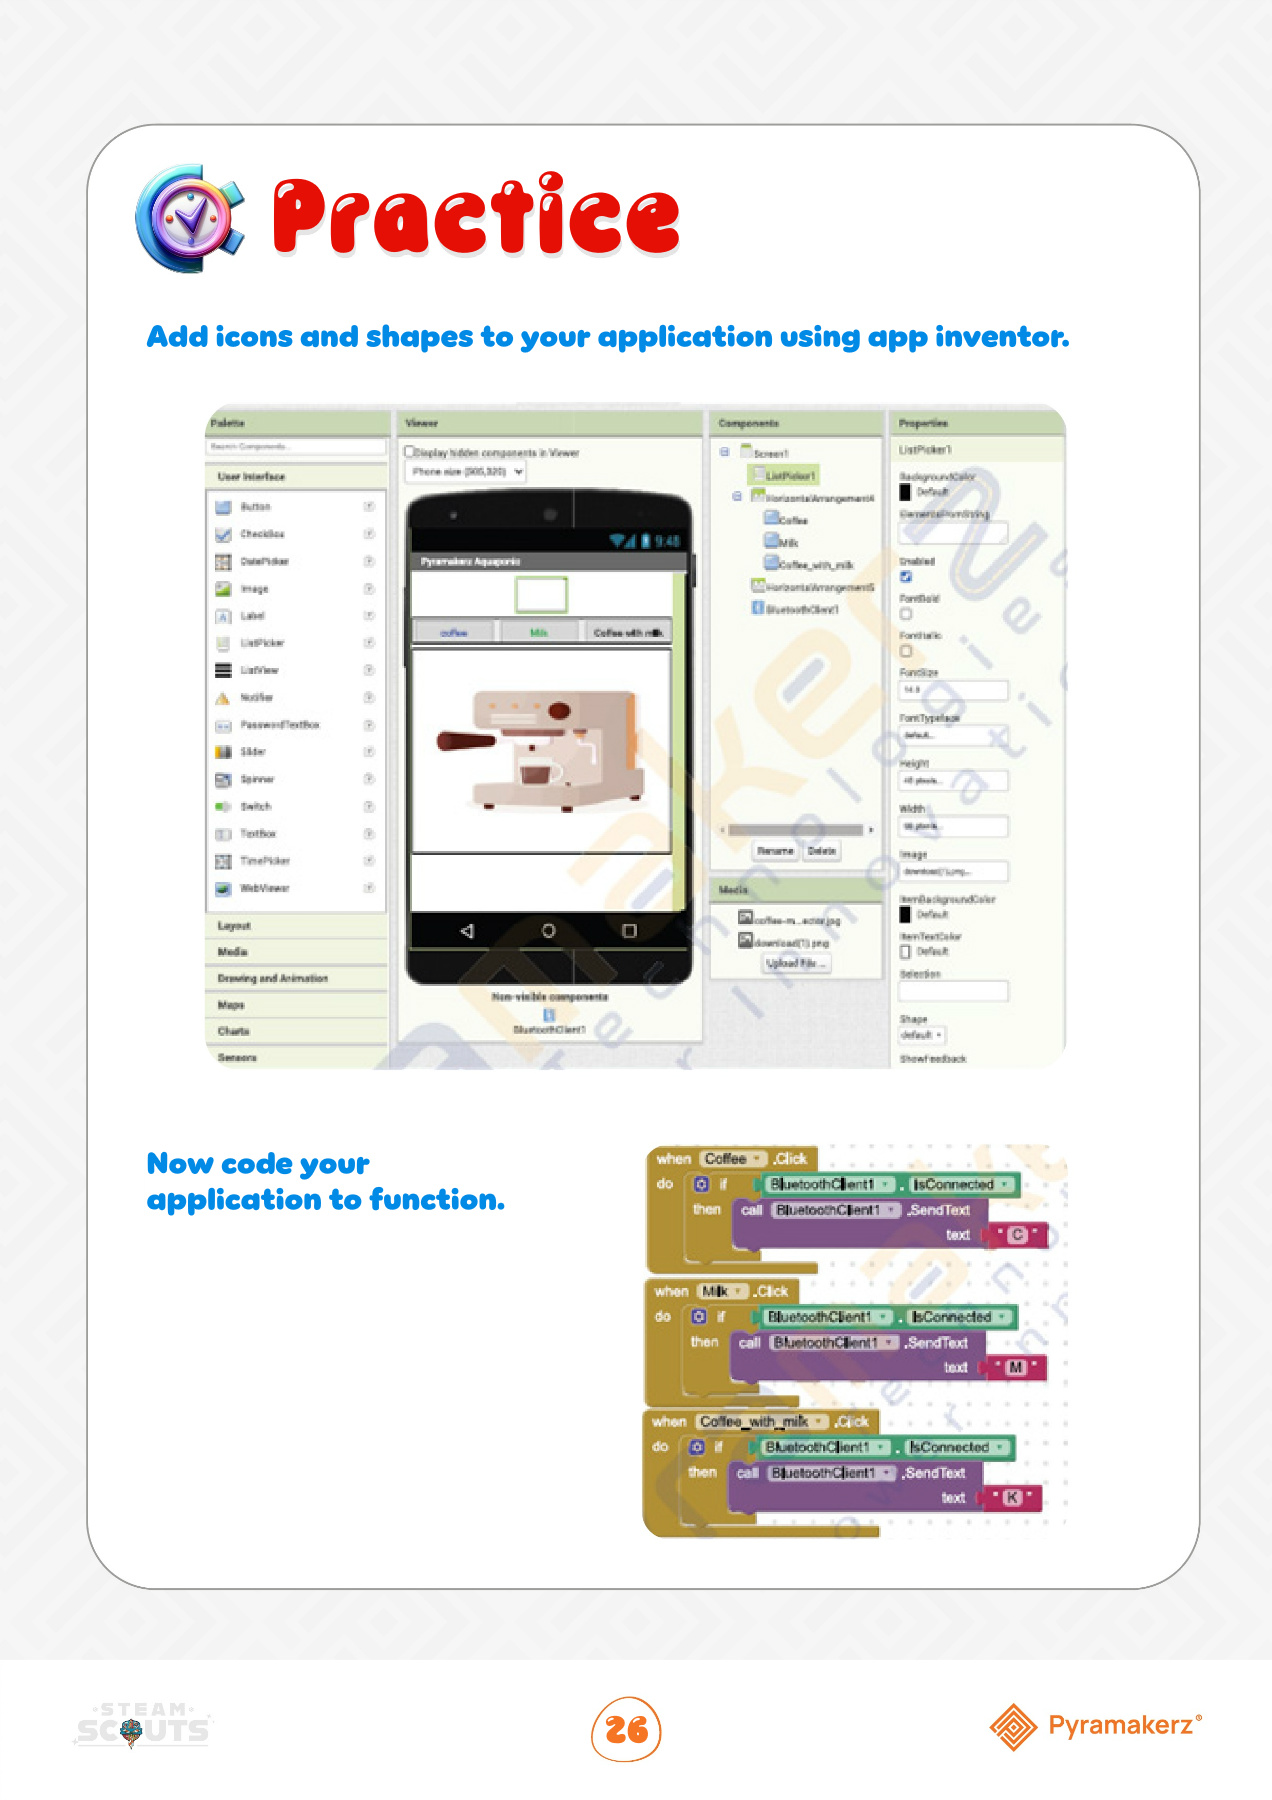 Practice
Add icons and shapes to your application using app inventor.
Palette
Search Components...
User Interface
Button
CheckBox
DatePicker
Image
Label
ListPicker
ListView
Notifier
PasswordTextBox
Slider
Spinner
Switch
TextBox
TimePicker
WebViewer
Layout
Media
Drawing and Animation
Maps
Charts
Sensors
Viewer
Display hidden components in Viewer
Phone size (505,320)
9:48
Pyramakerz Aquaponic
coffee
Milk
Coffee with milk
Non-visible components
BluetoothClient1
Components
Screen1
ListPicker1
HorizontalArrangement4
Coffee
Milk
Coffee_with_milk
HorizontalArrangement5
BluetoothClient1
Rename
Delete
Media
coffee-m...ector.jpg
download(1).png
Upload File ...
Properties
ListPicker1
BackgroundColor
Default
ElementsFromString
Enabled
FontBold
FontItalic
FontSize
14.0
FontTypeface
default...
Height
Width
Image
download(1).png...
ItemBackgroundColor
Default
ItemTextColor
Default
Selection
Shape
default
ShowFeedback
Now code your
application to function.
when Coffee .Click
do if BluetoothClient1 . IsConnected
then call BluetoothClient1 .SendText
text " C "
when Milk .Click
do if BluetoothClient1 . IsConnected
then call BluetoothClient1 .SendText
text " M "
when Coffee_with_milk .Click
do if BluetoothClient1 . IsConnected
then call BluetoothClient1 .SendText
text " K "
STEAM
SCOUTS
26
Pyramakerz®